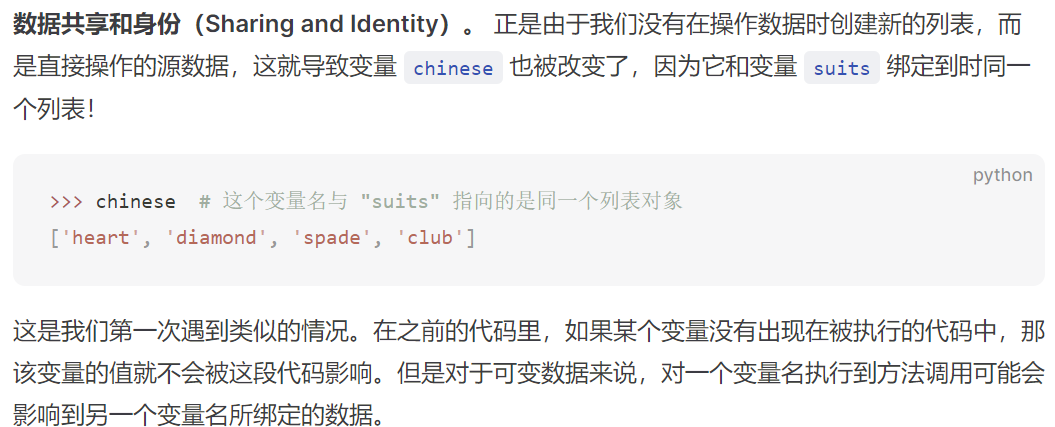 数据共享和身份（Sharing and Identity）。 正是由于我们没有在操作数据时创建新的列表，而
是直接操作的源数据，这就导致变量 chinese 也被改变了，因为它和变量 suits 绑定到时同一
个列表！
python
>>> chinese  # 这个变量名与 "suits" 指向的是同一个列表对象
['heart', 'diamond', 'spade', 'club']
这是我们第一次遇到类似的情况。在之前的代码里，如果某个变量没有出现在被执行的代码中，那
该变量的值就不会被这段代码影响。但是对于可变数据来说，对一个变量名执行到方法调用可能会
影响到另一个变量名所绑定的数据。